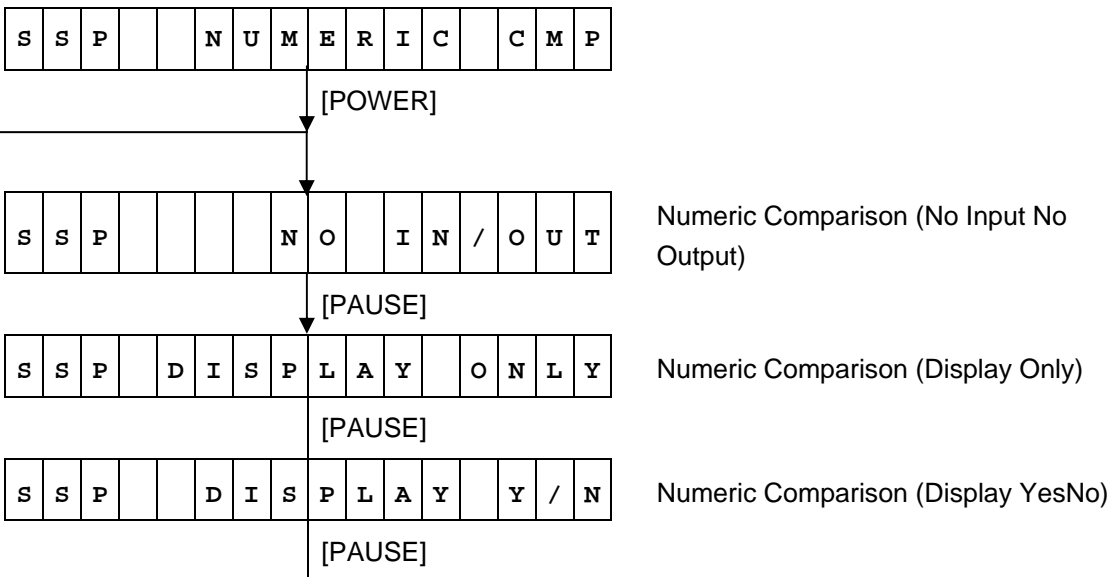 SSP  NUMERIC CMP
[POWER]
SSP    NO IN/OUT
Numeric Comparison (No Input No
Output)
[PAUSE]
SSP DISPLAY ONLY
Numeric Comparison (Display Only)
[PAUSE]
SSP  DISPLAY Y/N
Numeric Comparison (Display YesNo)
[PAUSE]